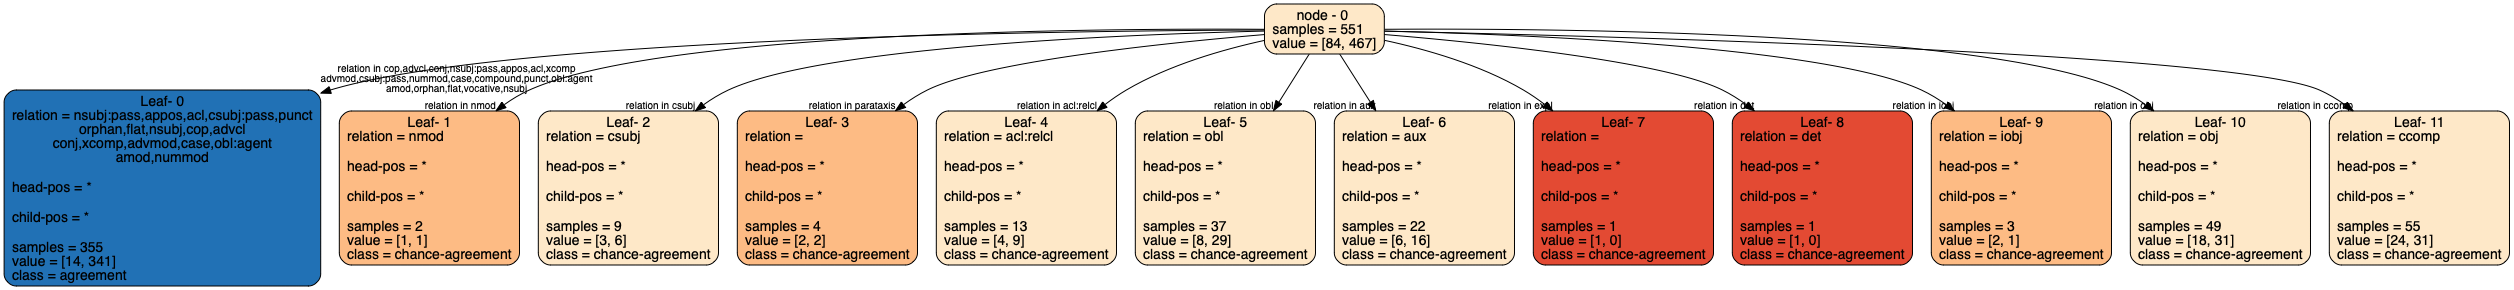 node - 0
samples = 551
value = [84, 467]
relation in cop,advcl,conj,nsubj:pass,appos,acl,xcomp
advmod,csubj:pass,nummod,case,compound,punct,obl:agent
amod,orphan,flat,vocative,nsubj
relation in nmod
relation in csubj
relation in parataxis
relation in acl:relcl
relation in obl
relation in aux
relation in
relation in det
relation in iobj
relation in obj
relation in ccomp
Leaf- 0
relation = nsubj:pass,appos,acl,csubj:pass,punct
orphan,flat,nsubj,cop,advcl
conj,xcomp,advmod,case,obl:agent
amod,nummod
head-pos = *
child-pos = *
samples = 355
value = [14, 341]
class = agreement
Leaf- 1
relation = nmod
head-pos = *
child-pos = *
samples = 2
value = [1, 1]
class = chance-agreement
Leaf- 2
relation = csubj
head-pos = *
child-pos = *
samples = 9
value = [3, 6]
class = chance-agreement
Leaf- 3
relation =
head-pos = *
child-pos = *
samples = 4
value = [2, 2]
class = chance-agreement
Leaf- 4
relation = acl:relcl
head-pos = *
child-pos = *
samples = 13
value = [4, 9]
class = chance-agreement
Leaf- 5
relation = obl
head-pos = *
child-pos = *
samples = 37
value = [8, 29]
class = chance-agreement
Leaf- 6
relation = aux
head-pos = *
child-pos = *
samples = 22
value = [6, 16]
class = chance-agreement
Leaf- 7
relation =
head-pos = *
child-pos = *
samples = 1
value = [1, 0]
class = chance-agreement
Leaf- 8
relation = det
head-pos = *
child-pos = *
samples = 1
value = [1, 0]
class = chance-agreement
Leaf- 9
relation = iobj
head-pos = *
child-pos = *
samples = 3
value = [2, 1]
class = chance-agreement
Leaf- 10
relation = obj
head-pos = *
child-pos = *
samples = 49
value = [18, 31]
class = chance-agreement
Leaf- 11
relation = ccomp
head-pos = *
child-pos = *
samples = 55
value = [24, 31]
class = chance-agreement